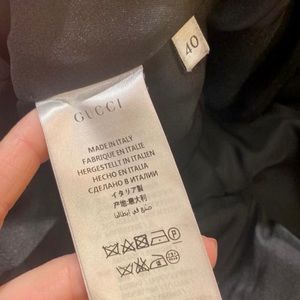 40
GUCCI
MADE IN ITALY
FABRIQUE EN ITALIE
HERGESTELLT IN ITALIEN
HECHO EN ITALIA
СДЕЛАНО В ИТАЛИИ
イタリア製
产地:意大利
صنع في إيطاليا
P